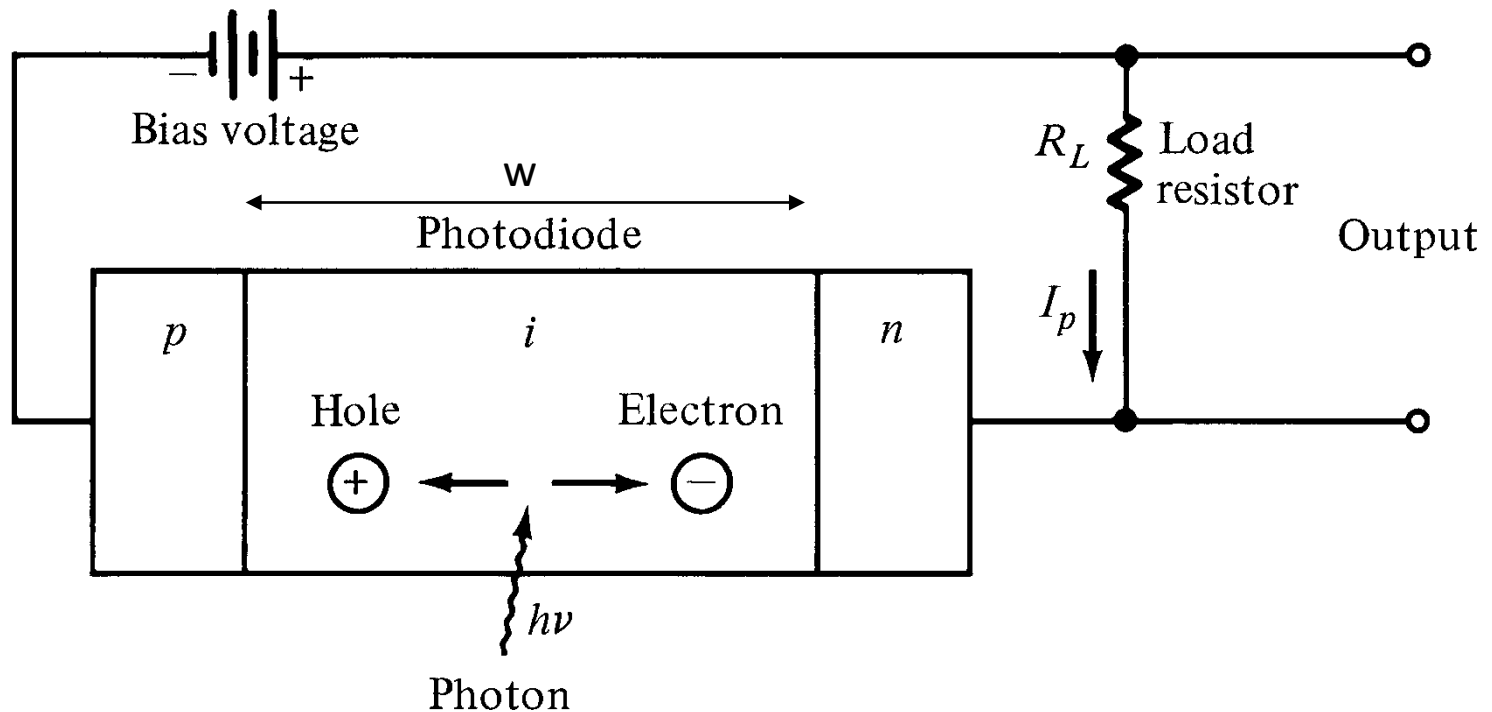 − +
Bias voltage
w
Photodiode
R_L Load
resistor
Output
I_p
p i n
Hole Electron
+ −
hν
Photon